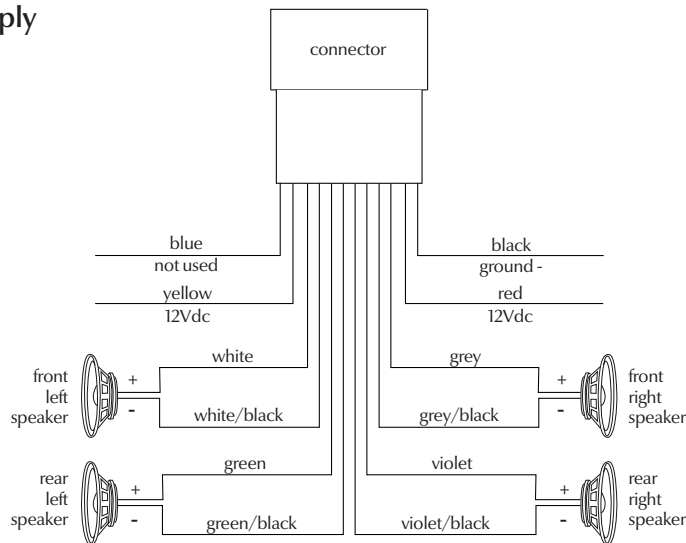 ply
connector
blue
not used
yellow
12Vdc
black
ground -
red
12Vdc
front
left
speaker
+
-
white
white/black
grey
grey/black
+
-
front
right
speaker
rear
left
speaker
+
-
green
green/black
violet
violet/black
+
-
rear
right
speaker